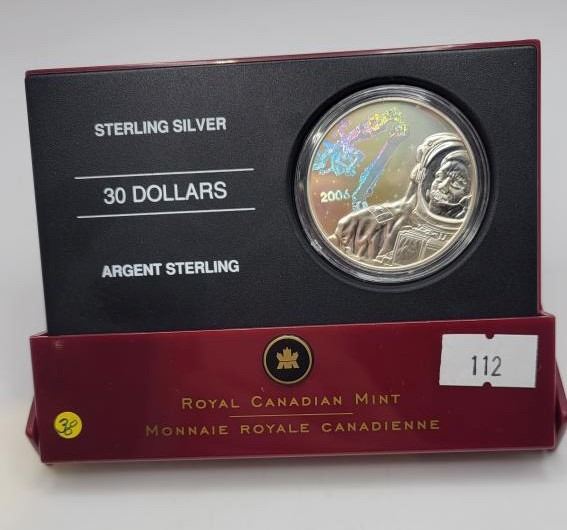 STERLING SILVER
30 DOLLARS
ARGENT STERLING
2006
ROYAL CANADIAN MINT
MONNAIE ROYALE CANADIENNE
112
38